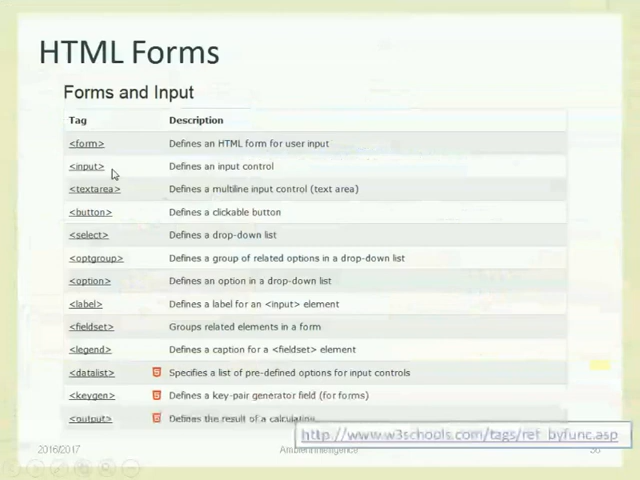 HTML Forms
Forms and Input
Tag Description
<form> Defines an HTML form for user input
<input> Defines an input control
<textarea> Defines a multiline input control (text area)
<button> Defines a clickable button
<select> Defines a drop-down list
<optgroup> Defines a group of related options in a drop-down list
<option> Defines an option in a drop-down list
<label> Defines a label for an <input> element
<fieldset> Groups related elements in a form
<legend> Defines a caption for a <fieldset> element
<datalist> Specifies a list of pre-defined options for input controls
<keygen> Defines a key-pair generator field (for forms)
<output> Defines the result of a calculation
http://www.w3schools.com/tags/ref_byfunc.asp
2016/2017 Ambient intelligence